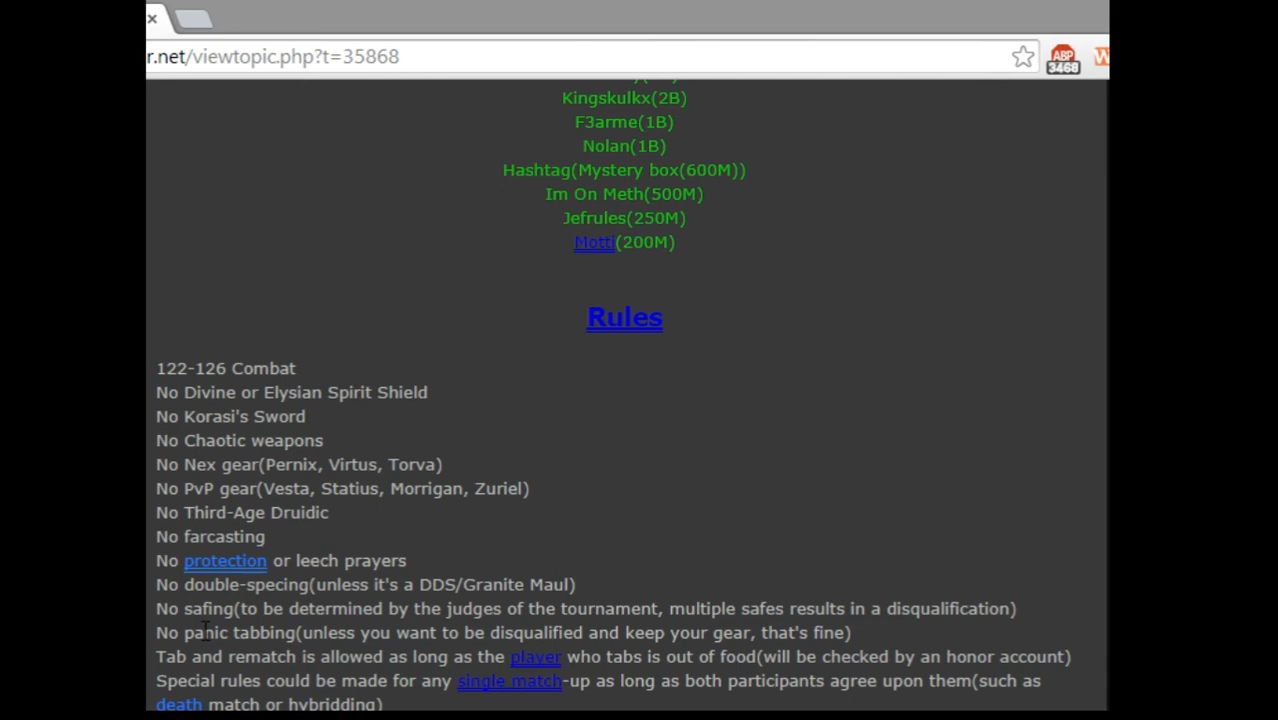 r.net/viewtopic.php?t=35868
ABP
3468
Kingskulkx(2B)
F3arme(1B)
Nolan(1B)
Hashtag(Mystery box(600M))
Im On Meth(500M)
Jefrules(250M)
Motti(200M)
Rules
122-126 Combat
No Divine or Elysian Spirit Shield
No Korasi's Sword
No Chaotic weapons
No Nex gear(Pernix, Virtus, Torva)
No PvP gear(Vesta, Statius, Morrigan, Zuriel)
No Third-Age Druidic
No farcasting
No protection or leech prayers
No double-specing(unless it's a DDS/Granite Maul)
No safing(to be determined by the judges of the tournament, multiple safes results in a disqualification)
No panic tabbing(unless you want to be disqualified and keep your gear, that's fine)
Tab and rematch is allowed as long as the player who tabs is out of food(will be checked by an honor account)
Special rules could be made for any single match-up as long as both participants agree upon them(such as
death match or hybridding)